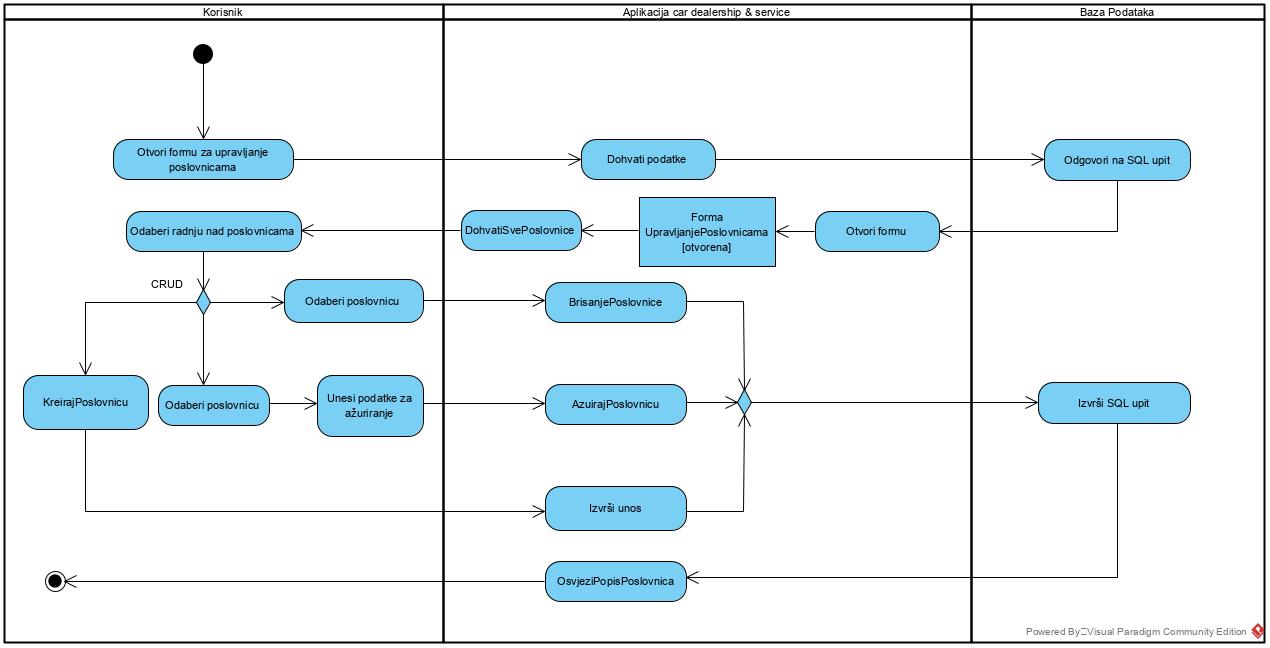 Korisnik
Aplikacija car dealership & service
Baza Podataka
Otvori formu za upravljanje
poslovnicama
Dohvati podatke
Odgovori na SQL upit
Odaberi radnju nad poslovnicama
DohvatiSvePoslovnice
Forma
UpravljanjePoslovnicama
[otvorena]
Otvori formu
CRUD
Odaberi poslovnicu
BrisanjePoslovnice
KreirajPoslovnicu
Odaberi poslovnicu
Unesi podatke za
ažuriranje
AzuirajPoslovnicu
Izvrši SQL upit
Izvrši unos
OsvjeziPopisPoslovnica
Powered By Visual Paradigm Community Edition